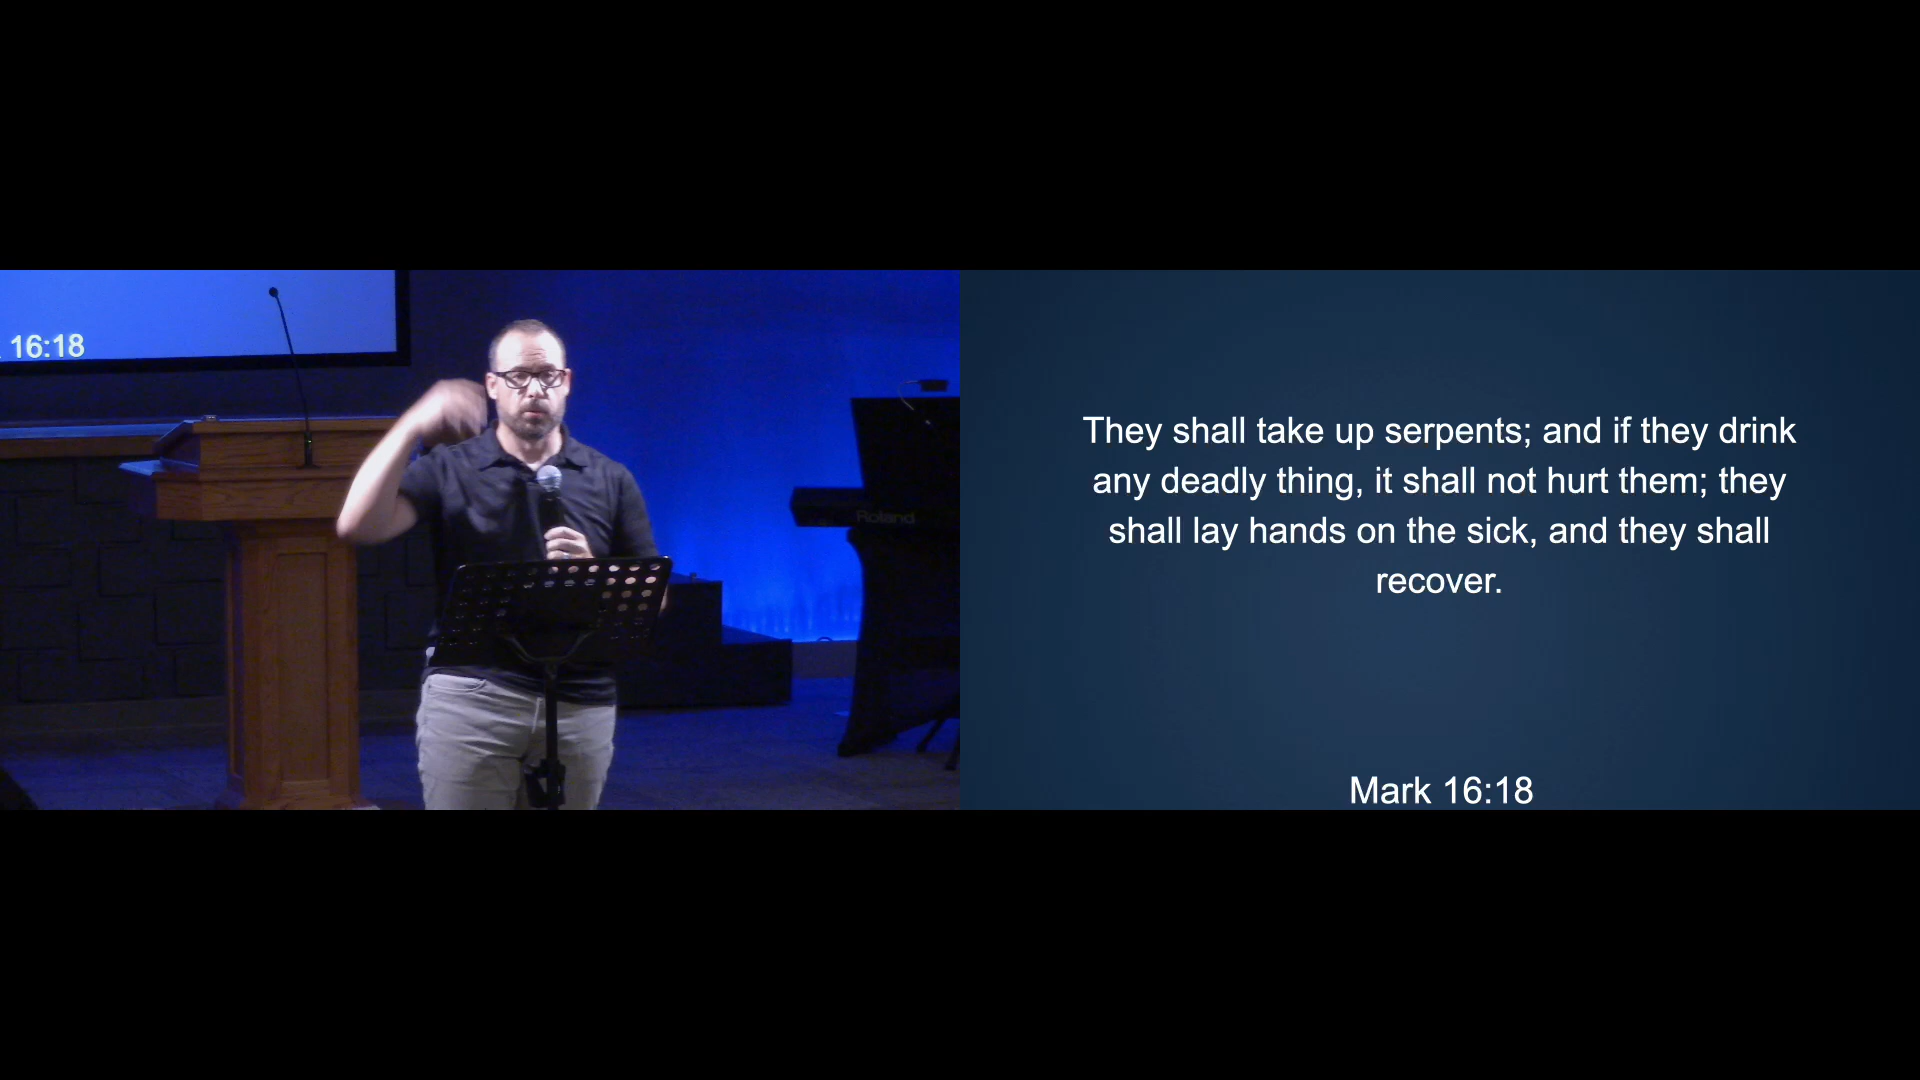 16:18
Roland
They shall take up serpents; and if they drink
any deadly thing, it shall not hurt them; they
shall lay hands on the sick, and they shall
recover.
Mark 16:18